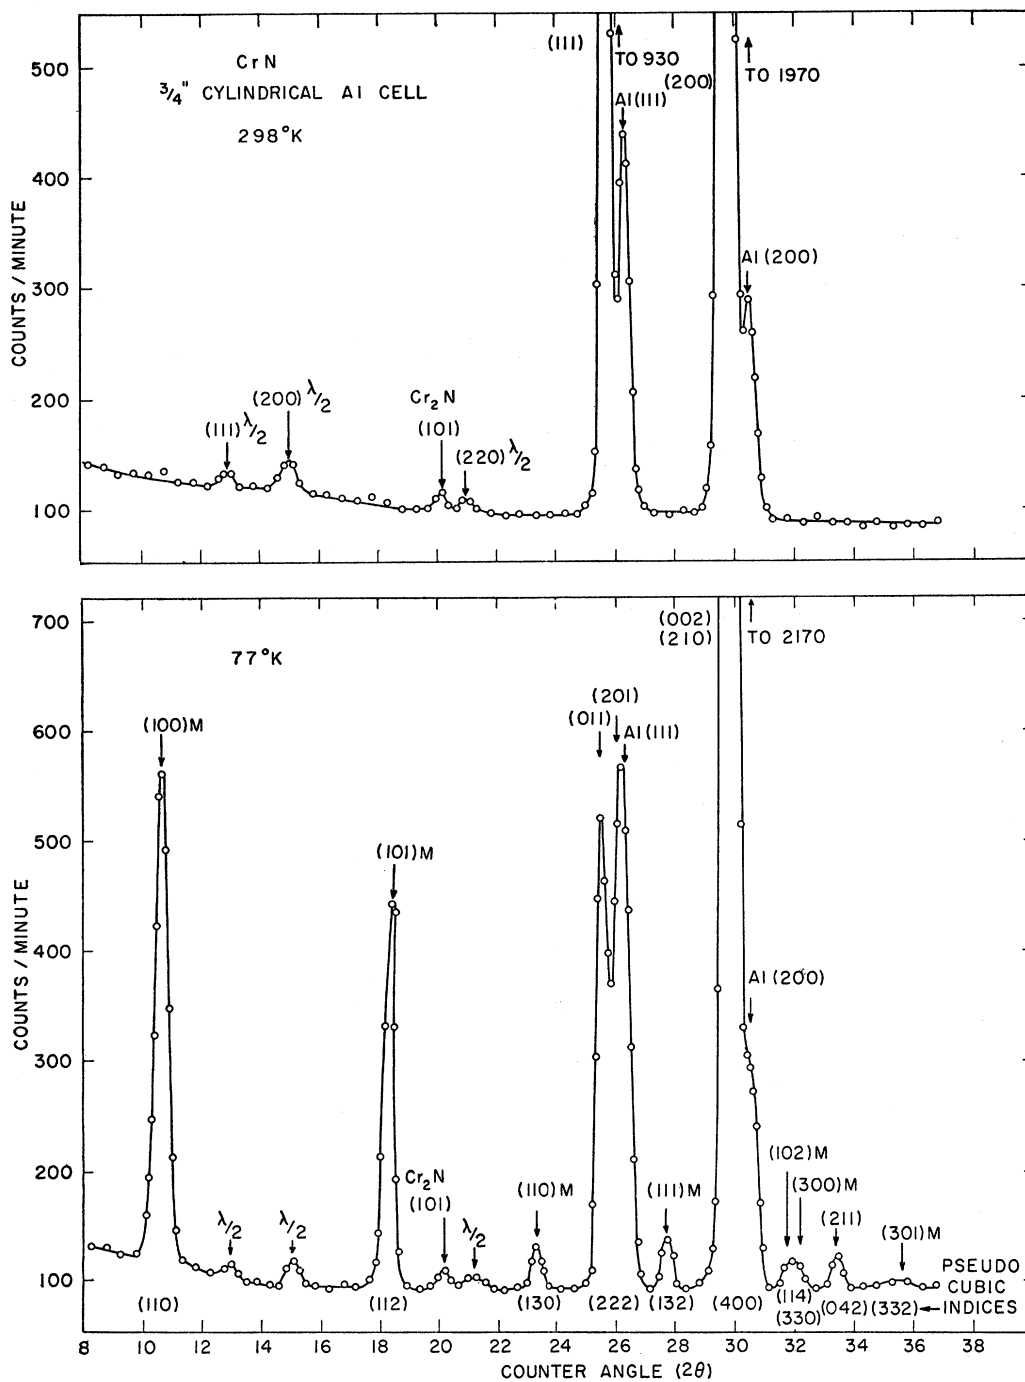 CrN
3/4" CYLINDRICAL Al CELL
298°K
(111)
TO 930
Al(111)
(200)
TO 1970
Al (200)
(111) λ/2
(200) λ/2
Cr2N
(101)
(220) λ/2
500
400
300
200
100
COUNTS / MINUTE
77°K
(100)M
(101)M
Cr2N
(101)
λ/2
λ/2
λ/2
(110)M
(011)
(201)
Al(111)
(111)M
(002)
(210)
TO 2170
Al (200)
(102)M
(300)M
(211)
(301)M
700
600
500
400
300
200
100
COUNTS / MINUTE
PSEUDO
CUBIC
INDICES
(110)
(112)
(130)
(222)
(132)
(400)
(114)
(330)
(042)
(332)
8 10 12 14 16 18 20 22 24 26 28 30 32 34 36 38
COUNTER ANGLE (2θ)